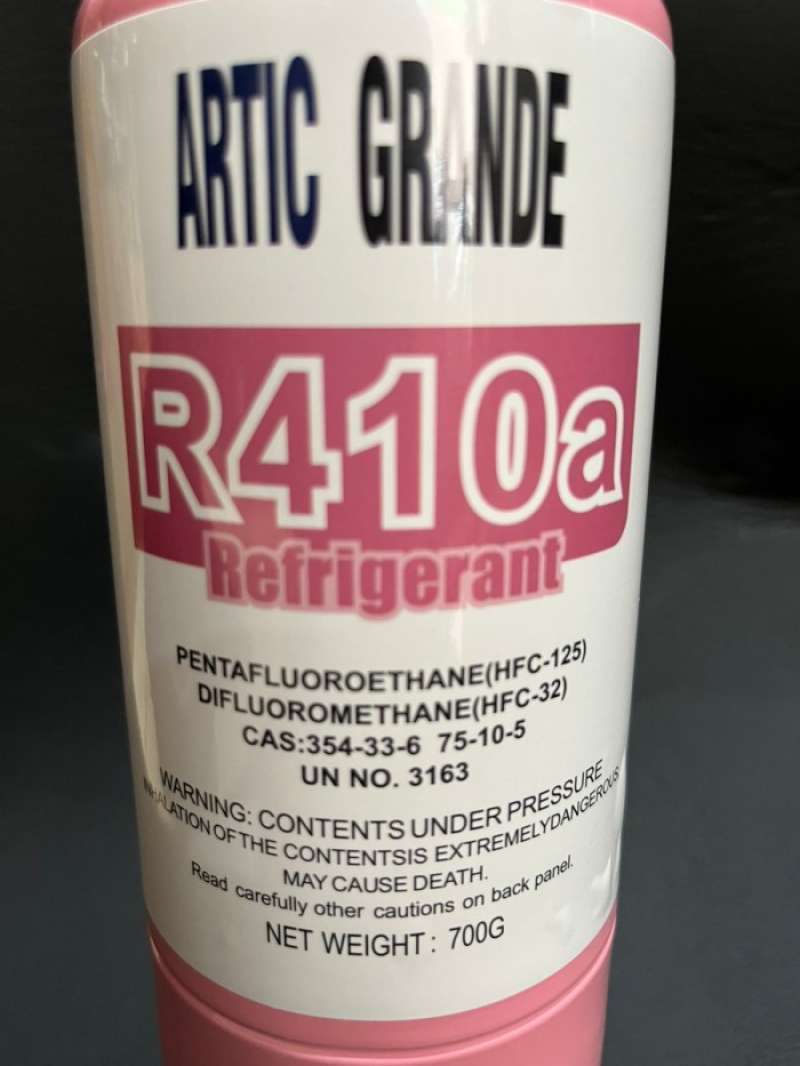 ARTIC GRANDE
R410a
Refrigerant
PENTAFLUOROETHANE(HFC-125)
DIFLUOROMETHANE(HFC-32)
CAS:354-33-6 75-10-5
UN NO. 3163
WARNING: CONTENTS UNDER PRESSURE
INHALATION OF THE CONTENTSIS EXTREMELYDANGEROUS
MAY CAUSE DEATH.
Read carefully other cautions on back panel.
NET WEIGHT : 700G